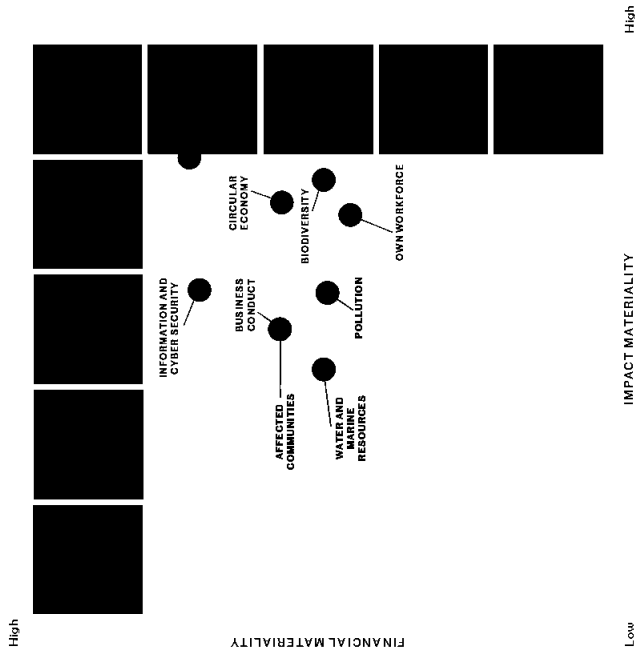 High
FINANCIAL MATERIALITY
Low
High
IMPACT MATERIALITY
INFORMATION AND
CYBER SECURITY
CIRCULAR
ECONOMY
BUSINESS
CONDUCT
AFFECTED
COMMUNITIES
BIODIVERSITY
OWN WORKFORCE
POLLUTION
WATER AND
MARINE
RESOURCES